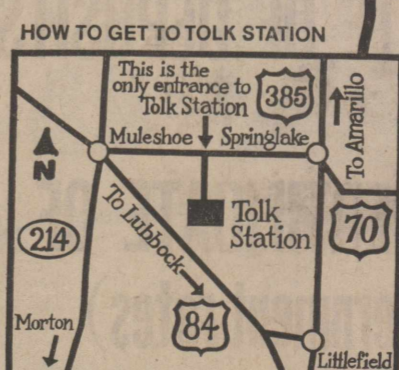 HOW TO GET TO TOLK STATION
This is the
only entrance to
Tolk Station
385
To Amarillo
Muleshoe Springlake
N
To Lubbock
Tolk
Station
70
214
84
Morton
Littlefield